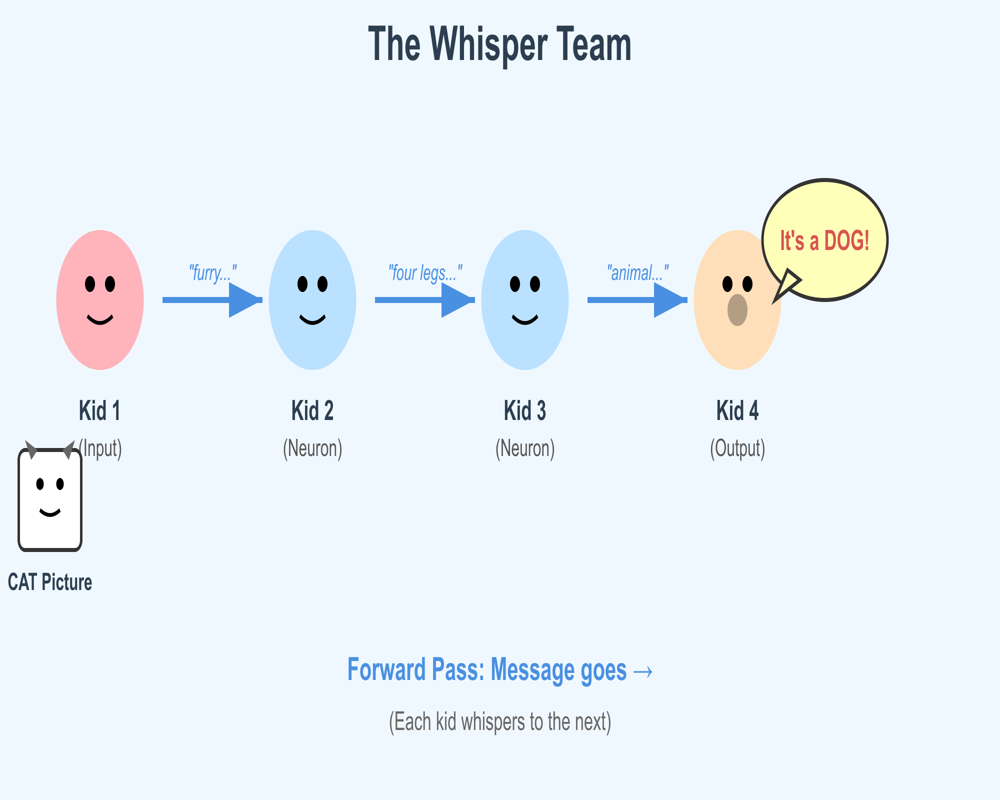 The Whisper Team
It's a DOG!
"furry..."
"four legs..."
"animal..."
Kid 1
Kid 2
Kid 3
Kid 4
(Input)
(Neuron)
(Neuron)
(Output)
CAT Picture
Forward Pass: Message goes →
(Each kid whispers to the next)